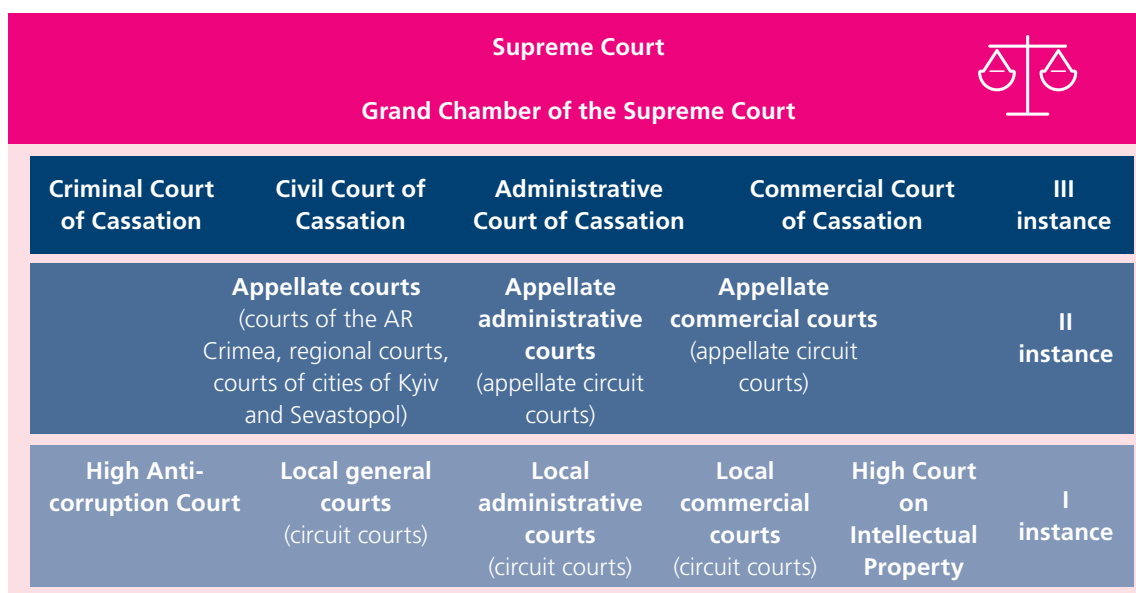 Supreme Court
Grand Chamber of the Supreme Court
Criminal Court
of Cassation
Civil Court of
Cassation
Administrative
Court of Cassation
Commercial Court
of Cassation
III
instance
Appellate courts
(courts of the AR
Crimea, regional courts,
courts of cities of Kyiv
and Sevastopol)
Appellate
administrative
courts
(appellate circuit
courts)
Appellate
commercial courts
(appellate circuit
courts)
II
instance
High Anti-
corruption Court
Local general
courts
(circuit courts)
Local
administrative
courts
(circuit courts)
Local
commercial
courts
(circuit courts)
High Court
on
Intellectual
Property
I
instance